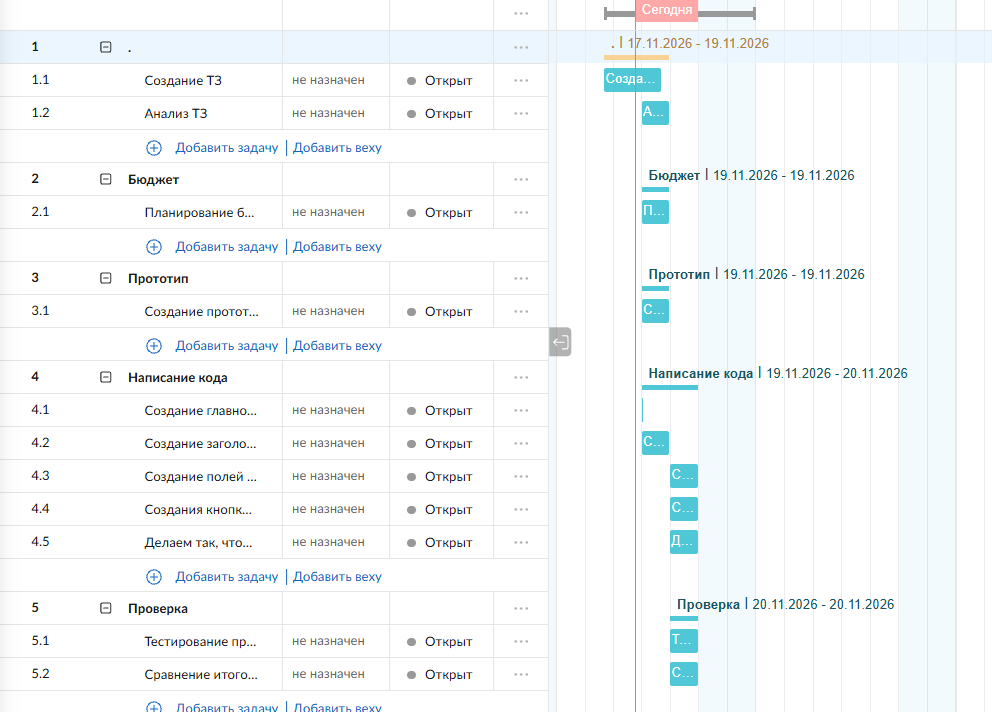 Сегодня
1 . . | 17.11.2026 - 19.11.2026
1.1 Создание ТЗ не назначен Открыт Созда...
1.2 Анализ ТЗ не назначен Открыт А...
Добавить задачу | Добавить веху
2 Бюджет Бюджет | 19.11.2026 - 19.11.2026
2.1 Планирование б... не назначен Открыт П...
Добавить задачу | Добавить веху
3 Прототип Прототип | 19.11.2026 - 19.11.2026
3.1 Создание протот... не назначен Открыт С...
Добавить задачу | Добавить веху
4 Написание кода Написание кода | 19.11.2026 - 20.11.2026
4.1 Создание главно... не назначен Открыт
4.2 Создание заголо... не назначен Открыт С...
4.3 Создание полей ... не назначен Открыт С...
4.4 Создания кнопк... не назначен Открыт С...
4.5 Делаем так, что... не назначен Открыт Д...
Добавить задачу | Добавить веху
5 Проверка Проверка | 20.11.2026 - 20.11.2026
5.1 Тестирование пр... не назначен Открыт Т...
5.2 Сравнение итого... не назначен Открыт С...
Добавить задачу | Добавить веху